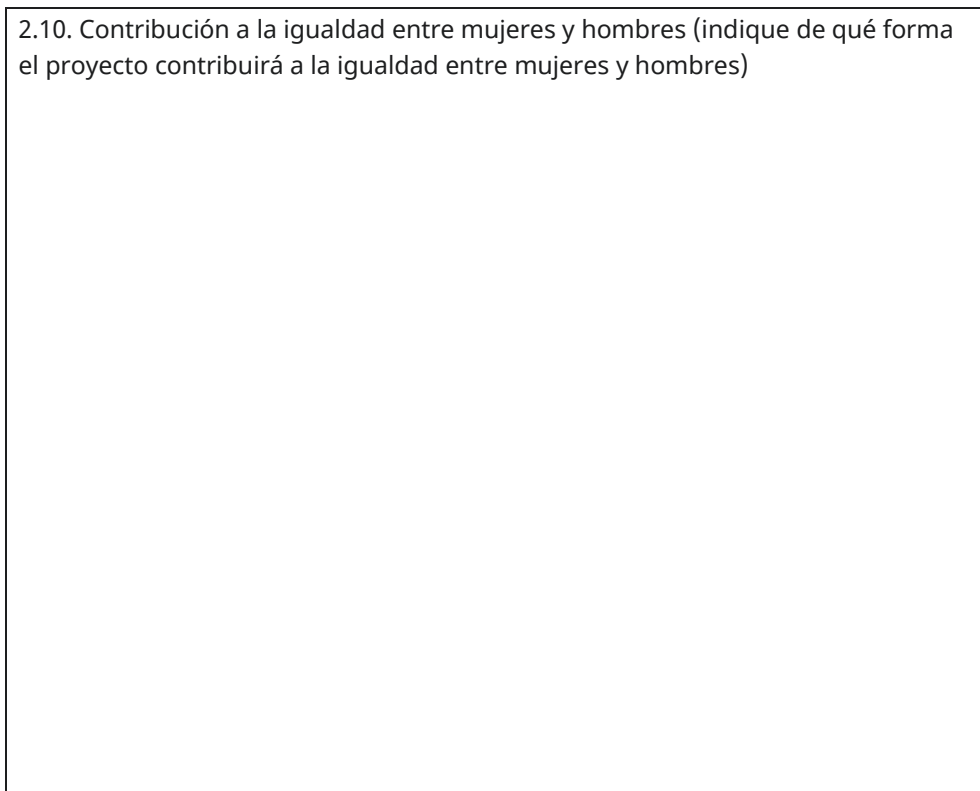 2.10. Contribución a la igualdad entre mujeres y hombres (indique de qué forma
el proyecto contribuirá a la igualdad entre mujeres y hombres)